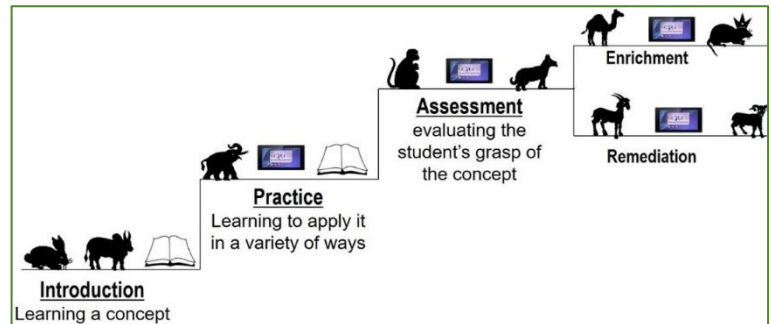 Enrichment
Assessment
evaluating the
student's grasp of
the concept
Remediation
Practice
Learning to apply it
in a variety of ways
Introduction
Learning a concept